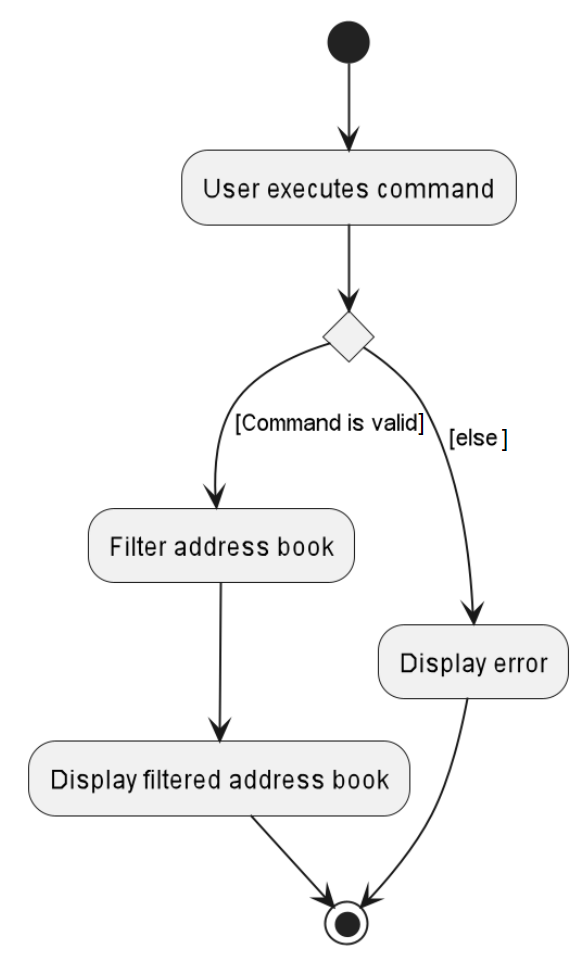 User executes command
[Command is valid]
[else]
Filter address book
Display error
Display filtered address book